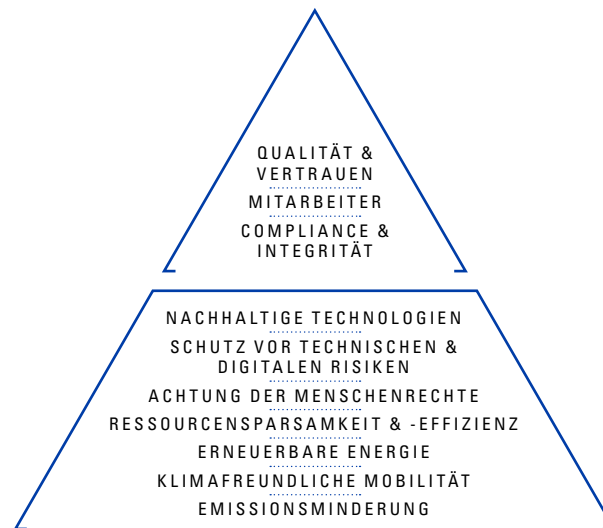 QUALITÄT &
VERTRAUEN
MITARBEITER
COMPLIANCE &
INTEGRITÄT
NACHHALTIGE TECHNOLOGIEN
SCHUTZ VOR TECHNISCHEN &
DIGITALEN RISIKEN
ACHTUNG DER MENSCHENRECHTE
RESSOURCENSPARSAMKEIT & -EFFIZIENZ
ERNEUERBARE ENERGIE
KLIMAFREUNDLICHE MOBILITÄT
EMISSIONSMINDERUNG